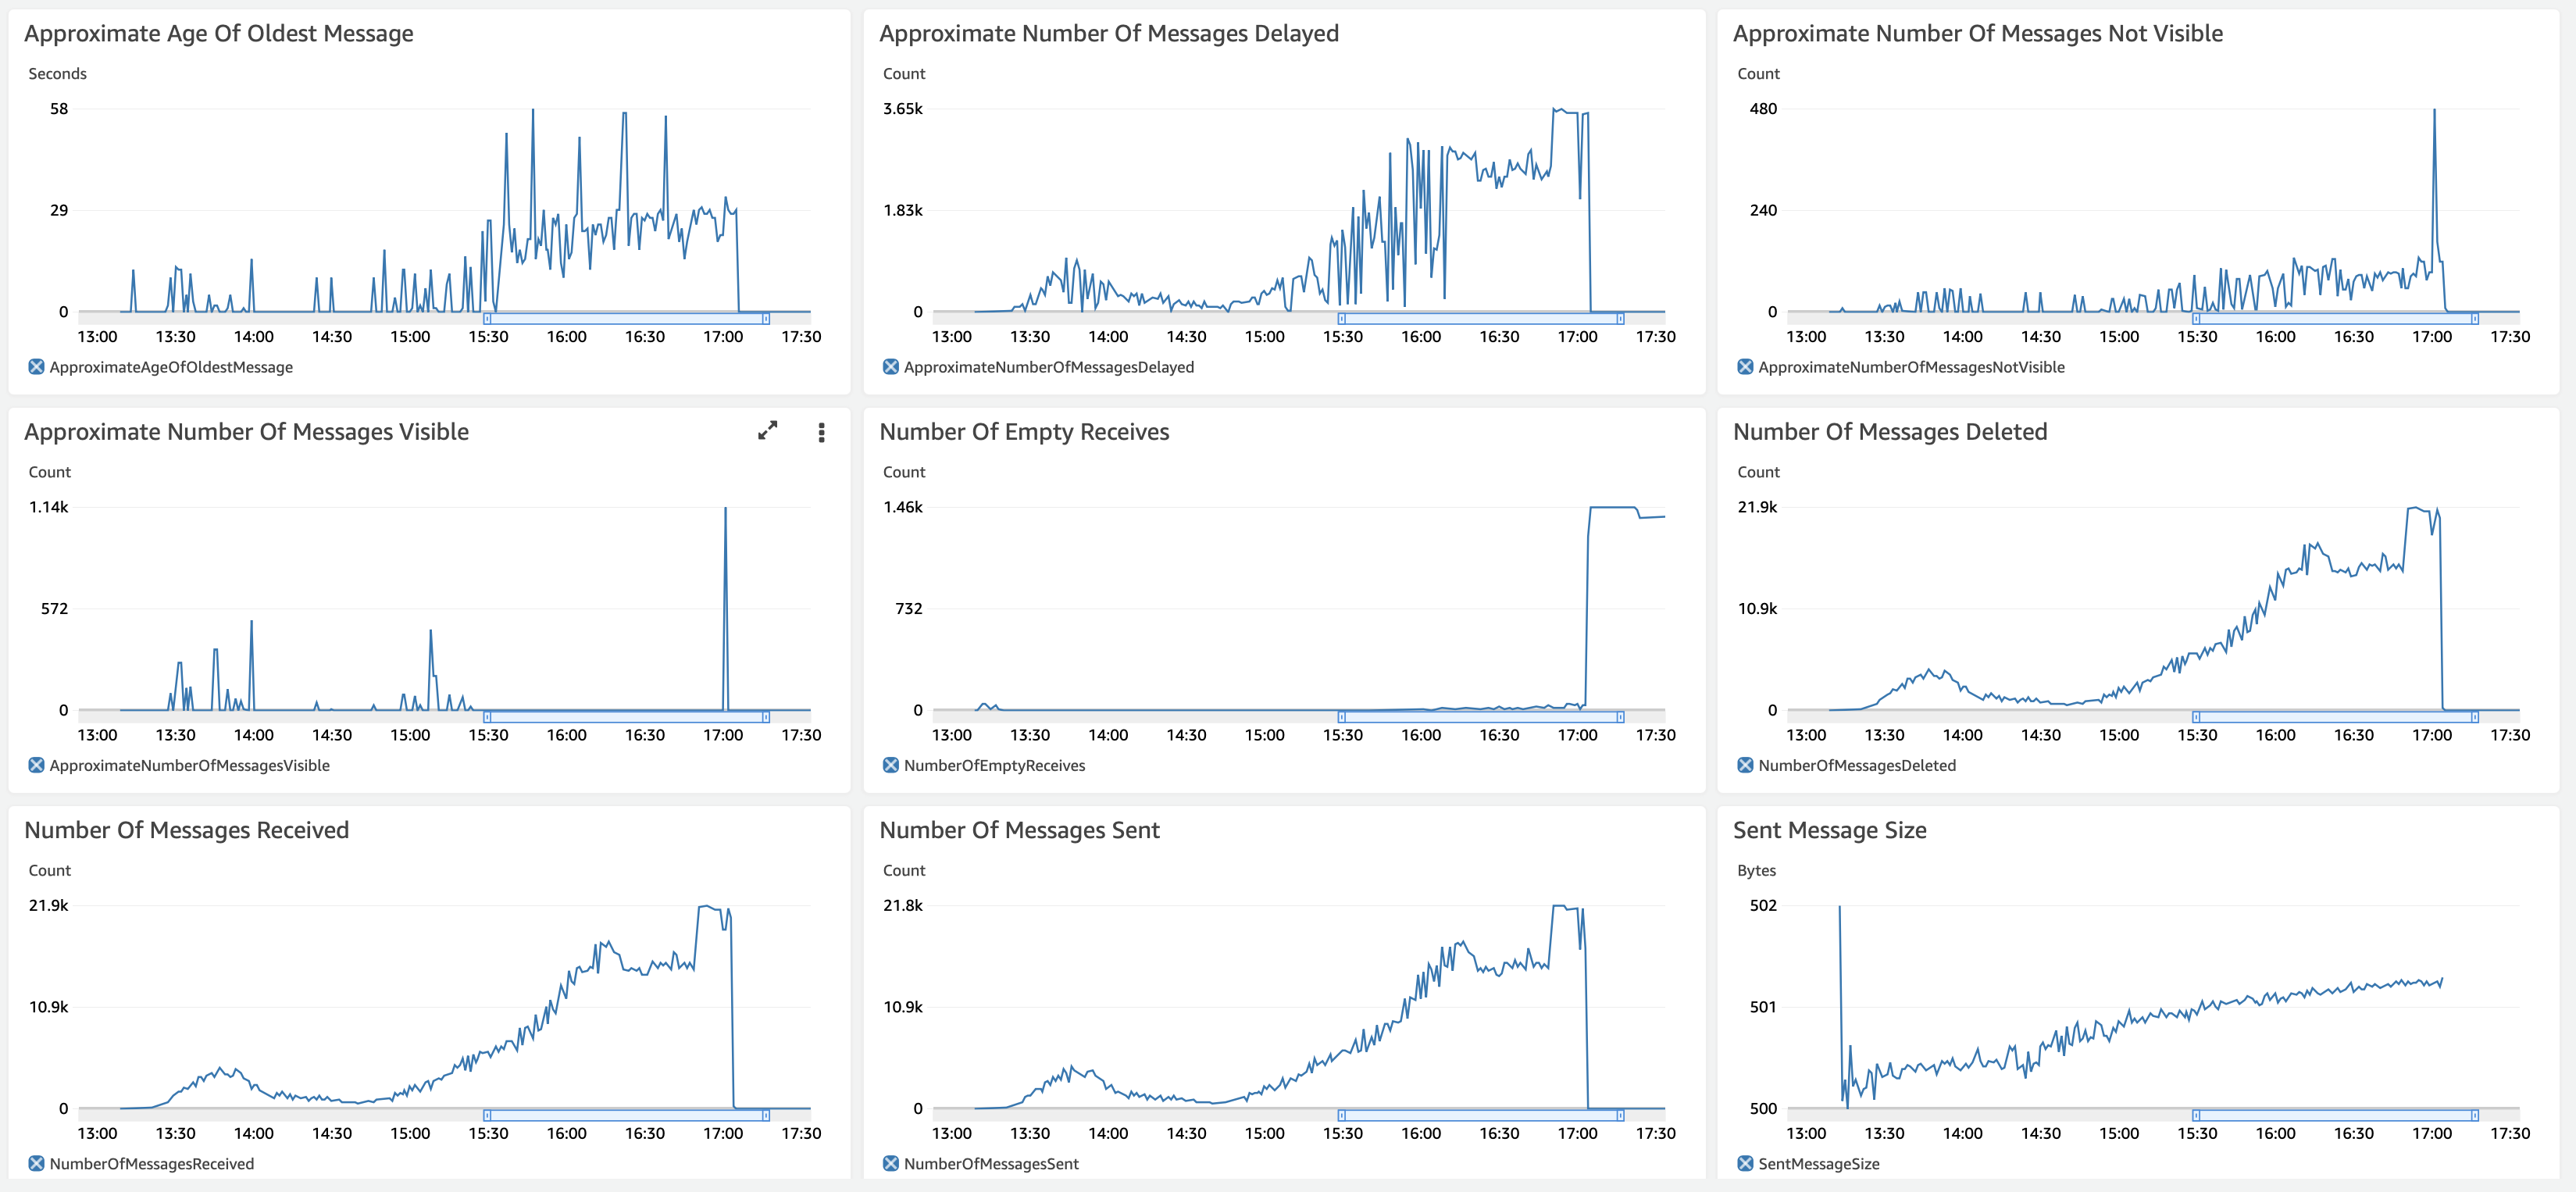 Approximate Age Of Oldest Message
Seconds
58
29
0
13:00 13:30 14:00 14:30 15:00 15:30 16:00 16:30 17:00 17:30
ApproximateAgeOfOldestMessage
Approximate Number Of Messages Delayed
Count
3.65k
1.83k
0
13:00 13:30 14:00 14:30 15:00 15:30 16:00 16:30 17:00 17:30
ApproximateNumberOfMessagesDelayed
Approximate Number Of Messages Not Visible
Count
480
240
0
13:00 13:30 14:00 14:30 15:00 15:30 16:00 16:30 17:00 17:30
ApproximateNumberOfMessagesNotVisible
Approximate Number Of Messages Visible
Count
1.14k
572
0
13:00 13:30 14:00 14:30 15:00 15:30 16:00 16:30 17:00 17:30
ApproximateNumberOfMessagesVisible
Number Of Empty Receives
Count
1.46k
732
0
13:00 13:30 14:00 14:30 15:00 15:30 16:00 16:30 17:00 17:30
NumberOfEmptyReceives
Number Of Messages Deleted
Count
21.9k
10.9k
0
13:00 13:30 14:00 14:30 15:00 15:30 16:00 16:30 17:00 17:30
NumberOfMessagesDeleted
Number Of Messages Received
Count
21.9k
10.9k
0
13:00 13:30 14:00 14:30 15:00 15:30 16:00 16:30 17:00 17:30
NumberOfMessagesReceived
Number Of Messages Sent
Count
21.8k
10.9k
0
13:00 13:30 14:00 14:30 15:00 15:30 16:00 16:30 17:00 17:30
NumberOfMessagesSent
Sent Message Size
Bytes
502
501
500
13:00 13:30 14:00 14:30 15:00 15:30 16:00 16:30 17:00 17:30
SentMessageSize